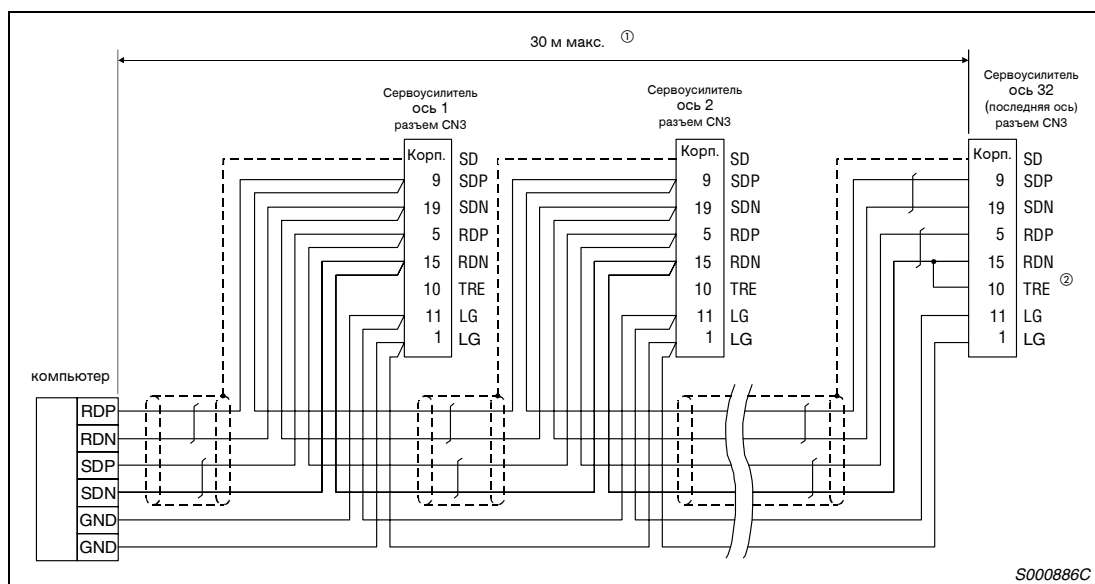 30 м макс. ①
Сервоусилитель
ось 1
разъем CN3
Сервоусилитель
ось 2
разъем CN3
Сервоусилитель
ось 32
(последняя ось)
разъем CN3
Корп. SD
9 SDP
19 SDN
5 RDP
15 RDN
10 TRE
11 LG
1 LG
Корп. SD
9 SDP
19 SDN
5 RDP
15 RDN
10 TRE
11 LG
1 LG
Корп. SD
9 SDP
19 SDN
5 RDP
15 RDN
10 TRE ②
11 LG
1 LG
компьютер
RDP
RDN
SDP
SDN
GND
GND
S000886C